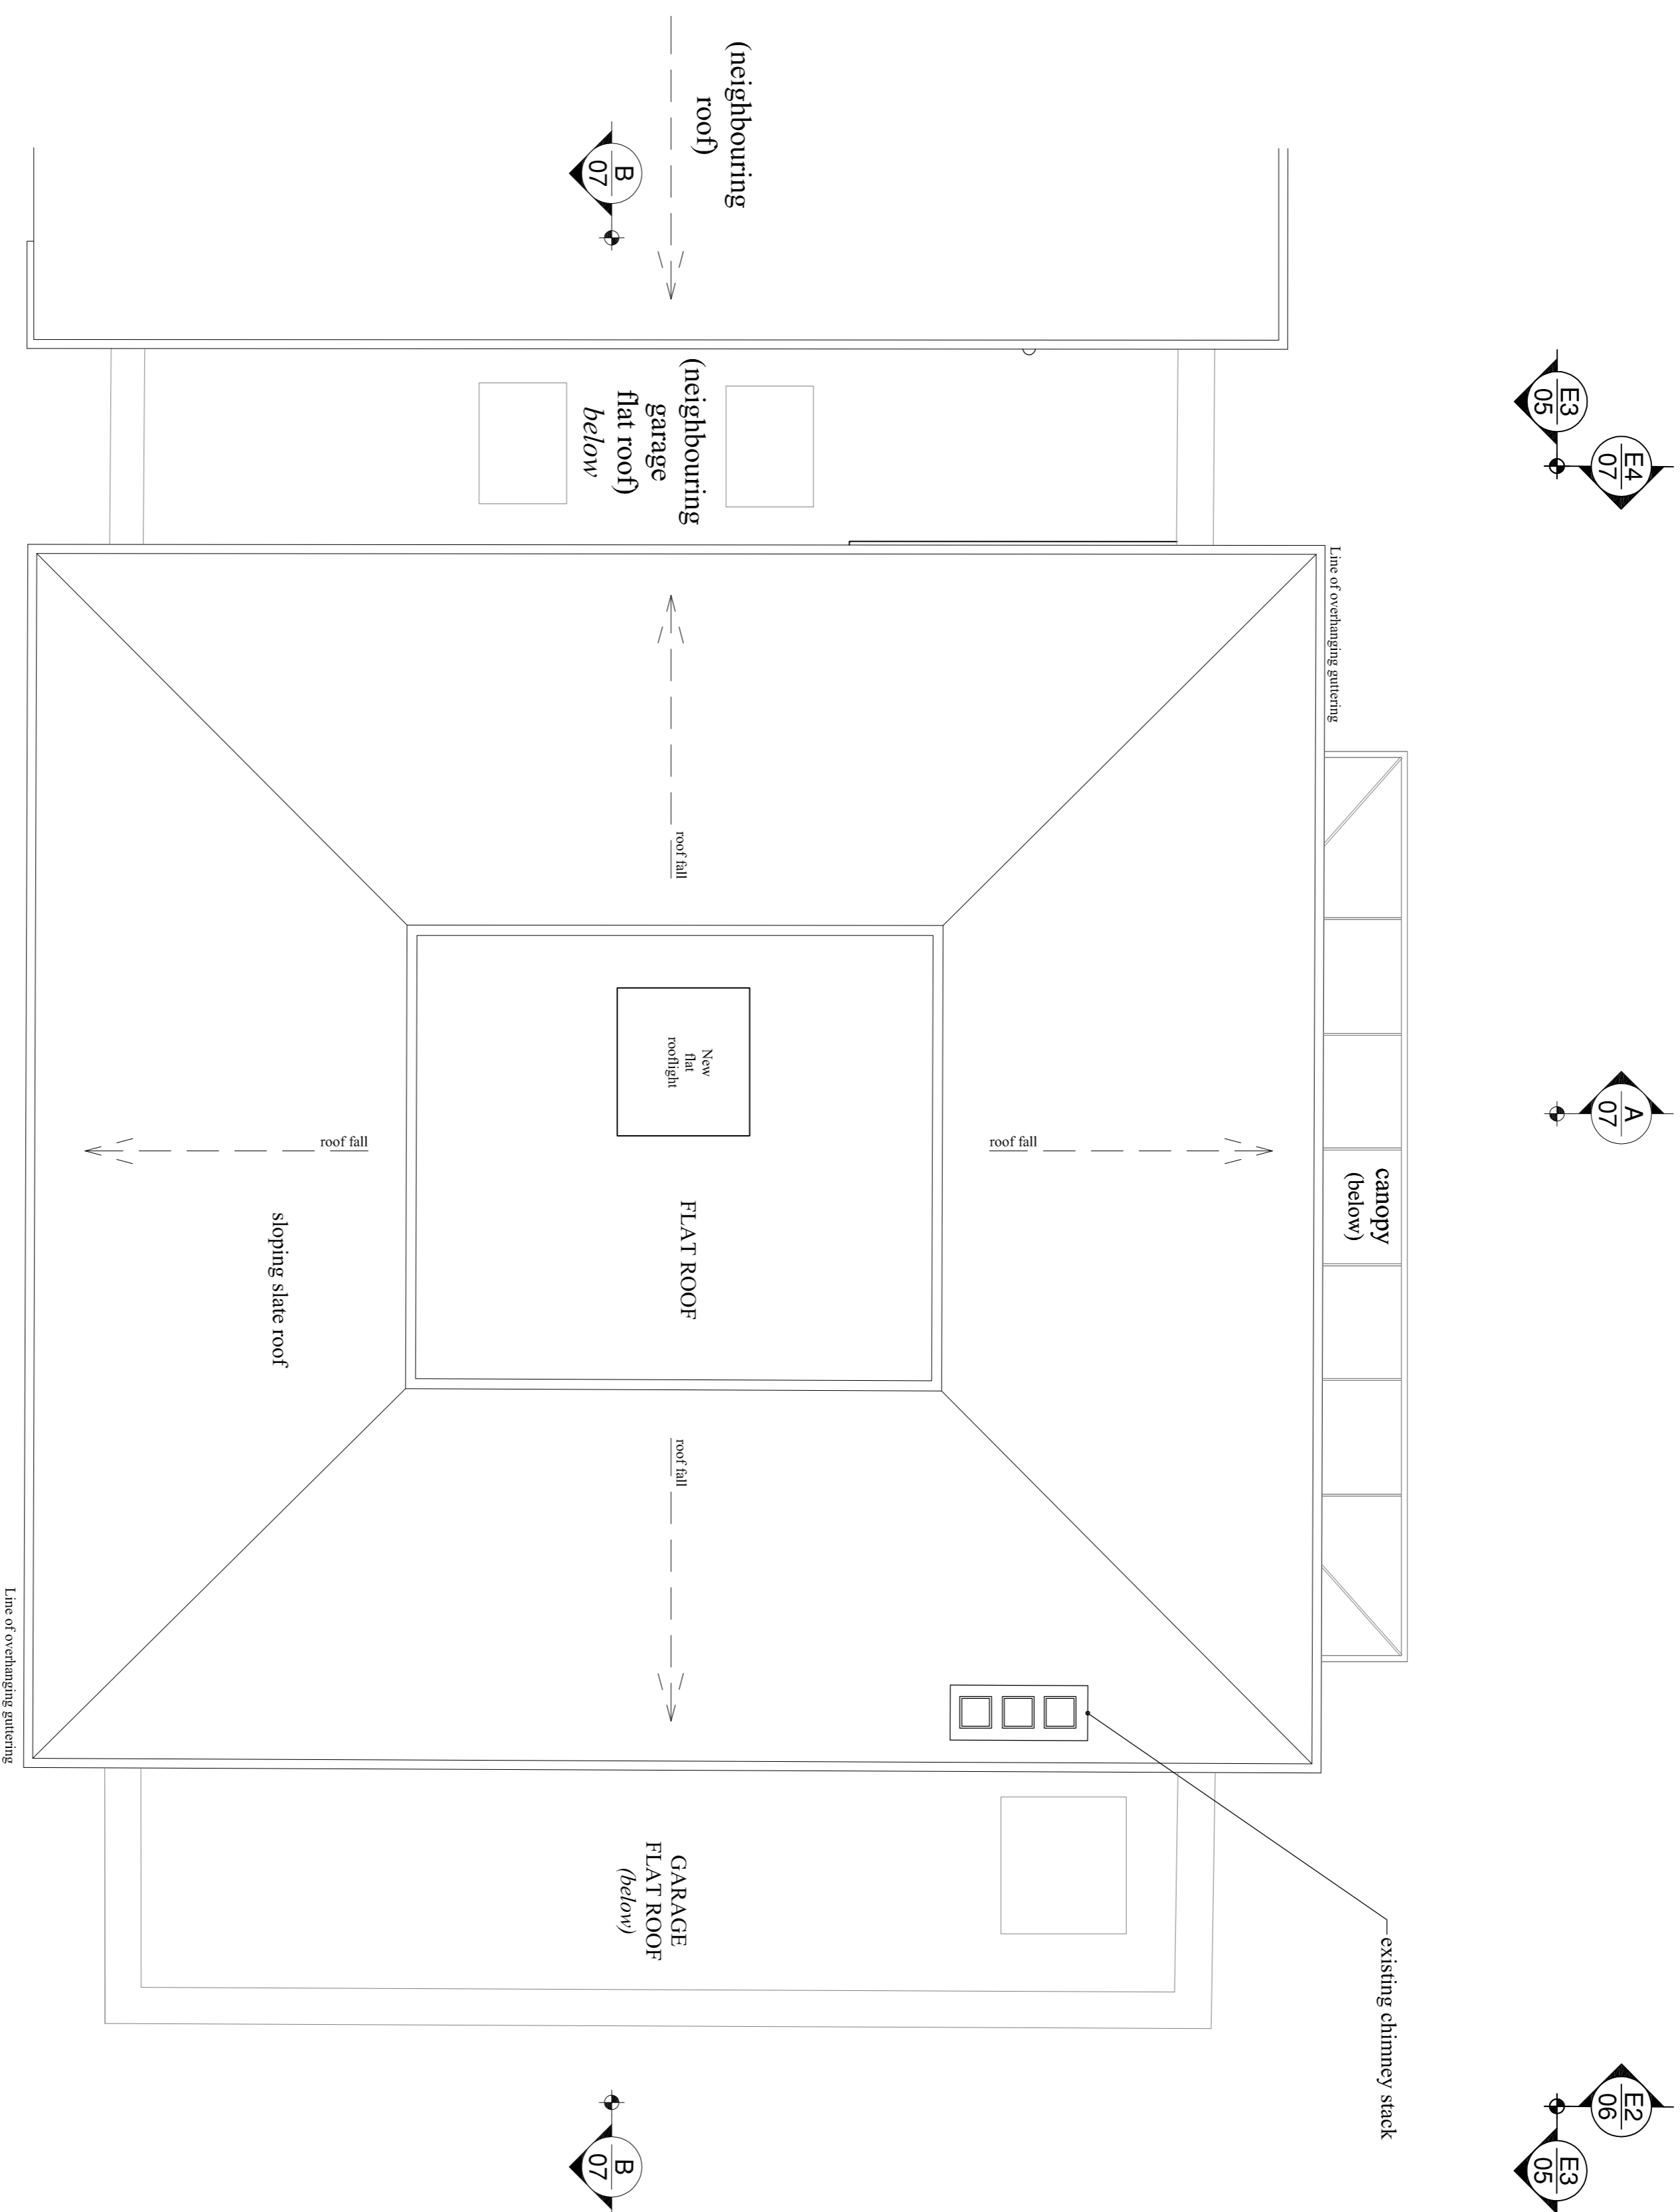 (neighbouring
roof)
B
07
E3
05
E4
07
(neighbouring
garage
flat roof)
below
Line of overhanging guttering
roof fall
New
flat
rooflight
roof fall
roof fall
A
07
canopy
(below)
FLAT ROOF
sloping slate roof
roof fall
Line of overhanging guttering
GARAGE
FLAT ROOF
(below)
existing chimney stack
B
07
E2
06
E3
05